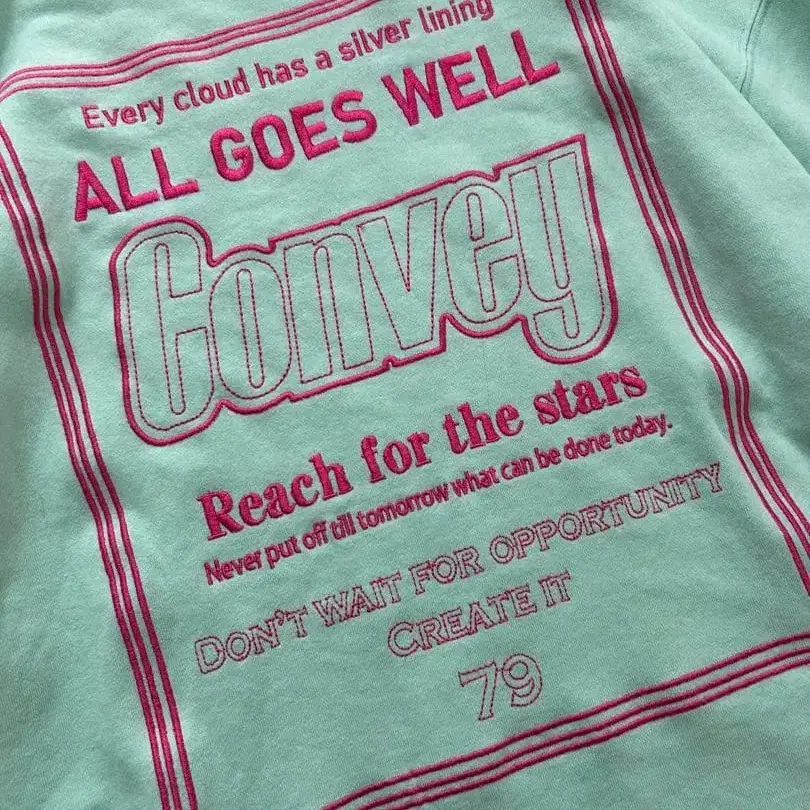 Every cloud has a silver lining
ALL GOES WELL
Convey
Reach for the stars
Never put off till tomorrow what can be done today.
DON'T WAIT FOR OPPORTUNITY
CREATE IT
79